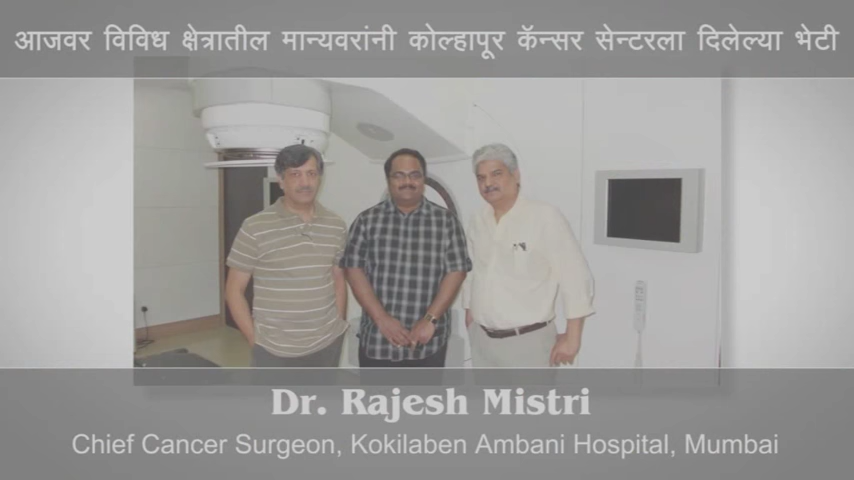 आजवर विविध क्षेत्रातील मान्यवरांनी कोल्हापूर कॅन्सर सेन्टरला दिलेल्या भेटी
Dr. Rajesh Mistri
Chief Cancer Surgeon, Kokilaben Ambani Hospital, Mumbai